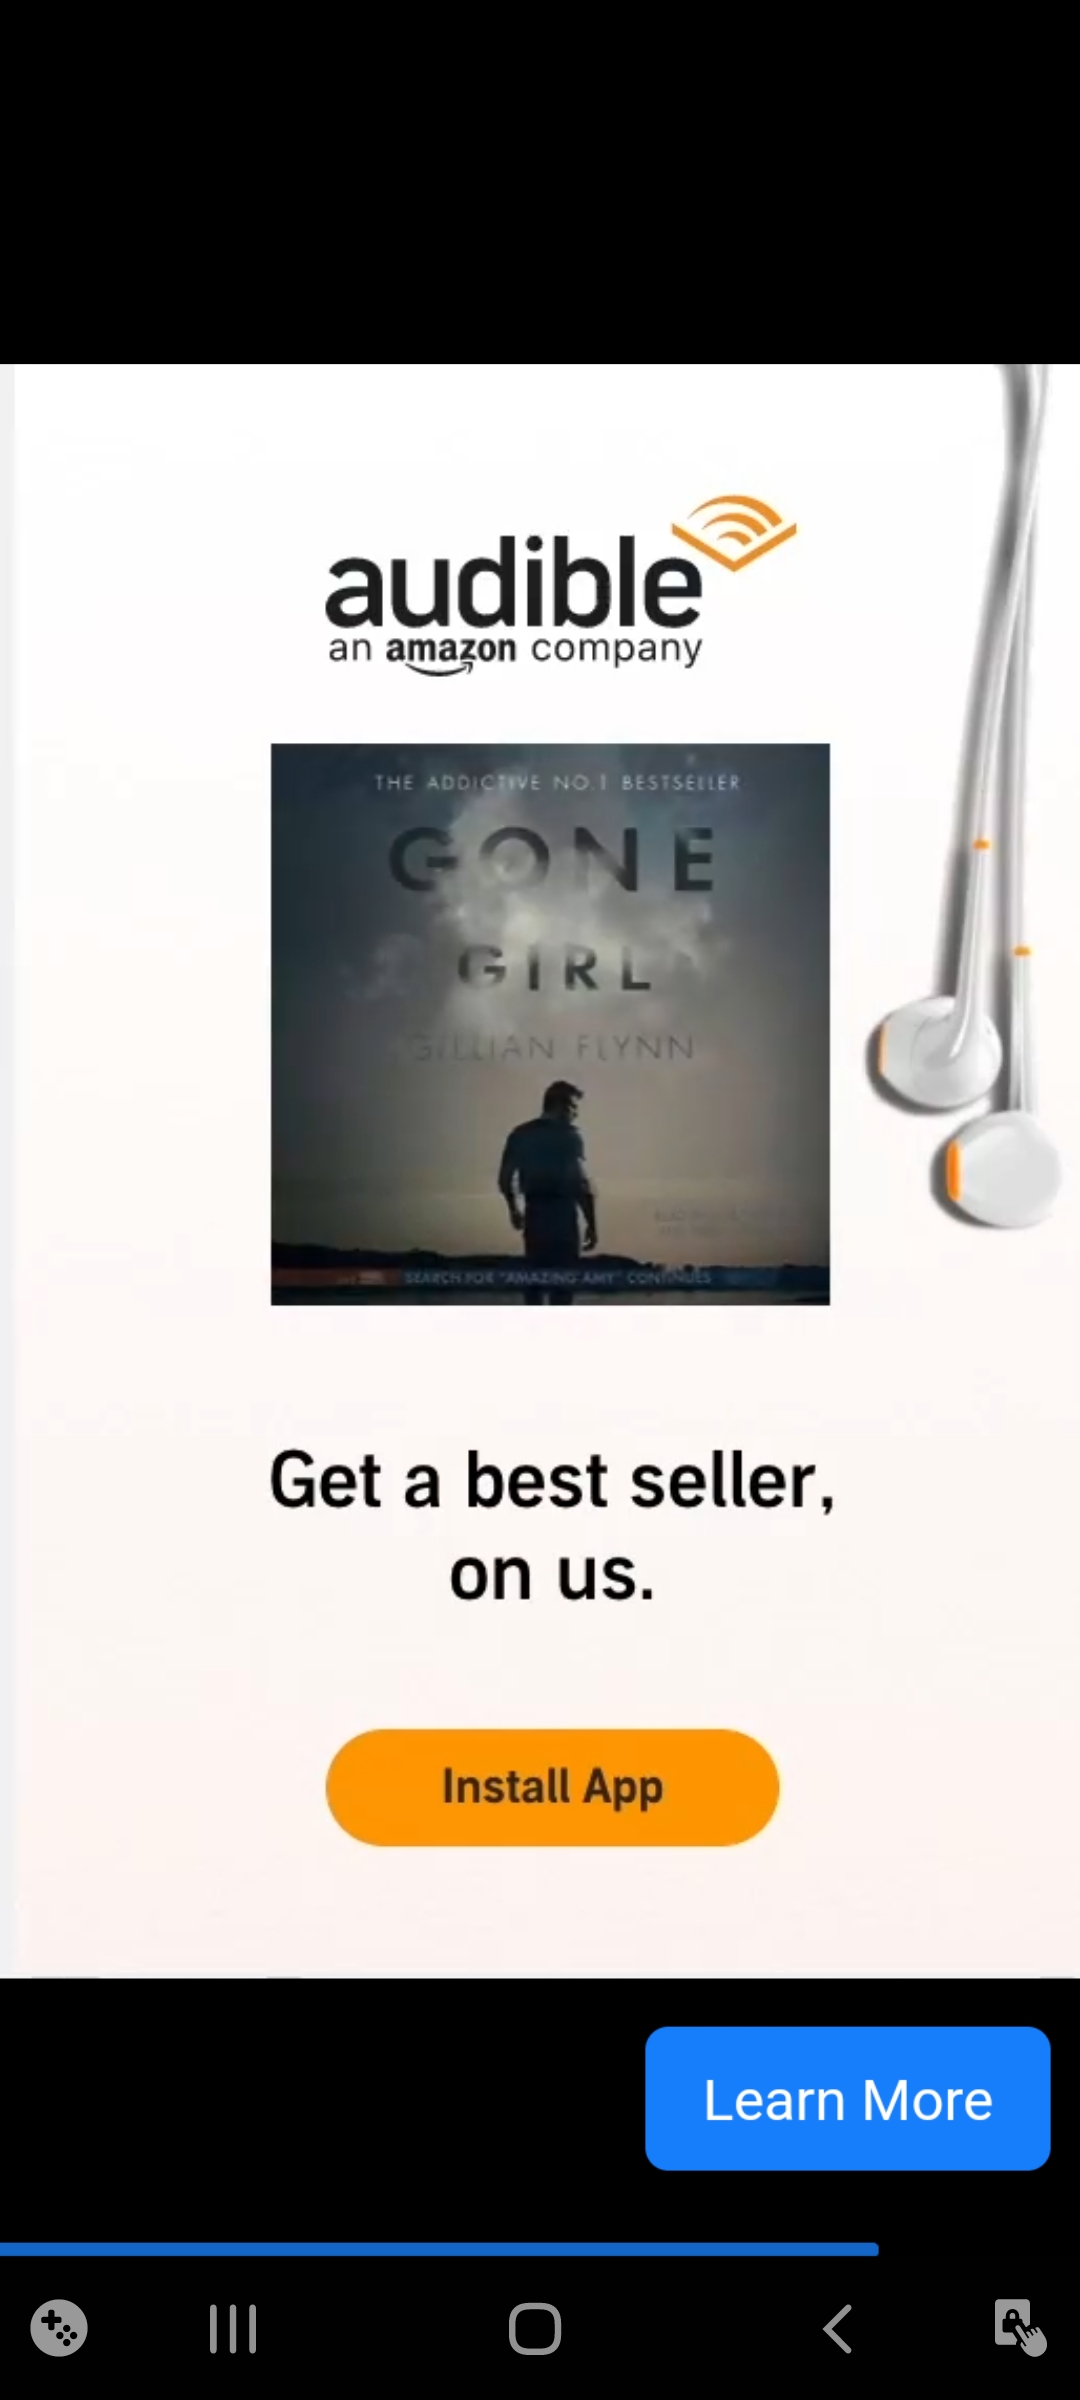 audible
an amazon company
THE ADDICTIVE NO.1 BESTSELLER
GONE
GIRL
GILLIAN FLYNN
SEARCH FOR "AMAZING AMY" CONTINUES
Get a best seller,
on us.
Install App
Learn More